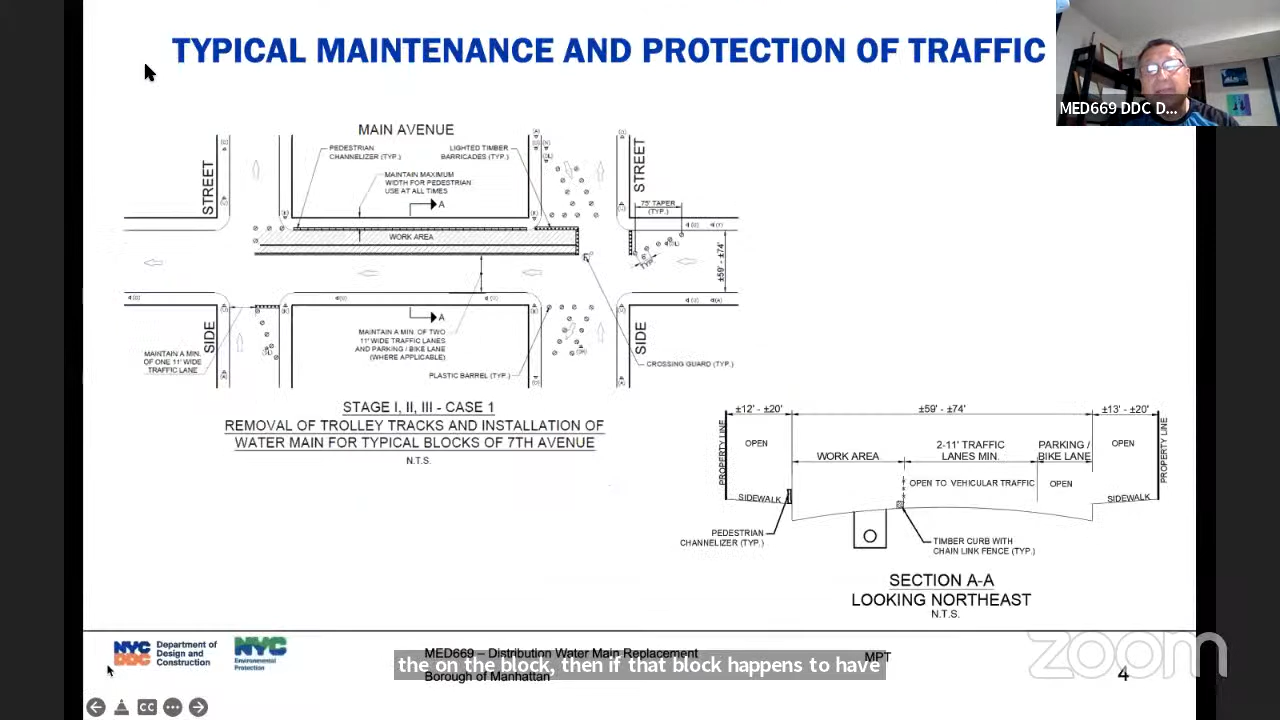 TYPICAL MAINTENANCE AND PROTECTION OF TRAFFIC
MED669 DDC D...
MAIN AVENUE
STREET
PEDESTRIAN
CHANNELIZER (TYP.)
LIGHTED TIMBER
BARRICADES (TYP.)
STREET
MAINTAIN MAXIMUM
WIDTH FOR PEDESTRIAN
USE AT ALL TIMES
A
75' TAPER
(TYP.)
WORK AREA
±59' - ±74'
A
SIDE
MAINTAIN A MIN. OF TWO
11' WIDE TRAFFIC LANES
AND PARKING / BIKE LANE
(WHERE APPLICABLE)
SIDE
MAINTAIN A MIN.
OF ONE 11' WIDE
TRAFFIC LANE
PLASTIC BARREL (TYP.)
CROSSING GUARD (TYP.)
STAGE I, II, III - CASE 1
REMOVAL OF TROLLEY TRACKS AND INSTALLATION OF
WATER MAIN FOR TYPICAL BLOCKS OF 7TH AVENUE
N.T.S.
±12' - ±20'
±59' - ±74'
±13' - ±20'
PROPERTY LINE
OPEN
WORK AREA
2-11' TRAFFIC
LANES MIN.
PARKING /
BIKE LANE
OPEN
PROPERTY LINE
OPEN TO VEHICULAR TRAFFIC
OPEN
SIDEWALK
SIDEWALK
PEDESTRIAN
CHANNELIZER (TYP.)
TIMBER CURB WITH
CHAIN LINK FENCE (TYP.)
SECTION A-A
LOOKING NORTHEAST
N.T.S.
NYC
DDC
Department of
Design and
Construction
NYC
Environmental
Protection
MED669 – Distribution Water Main Replacement
Borough of Manhattan
the on the block, then if that block happens to have
MPT
4
zoom
CC